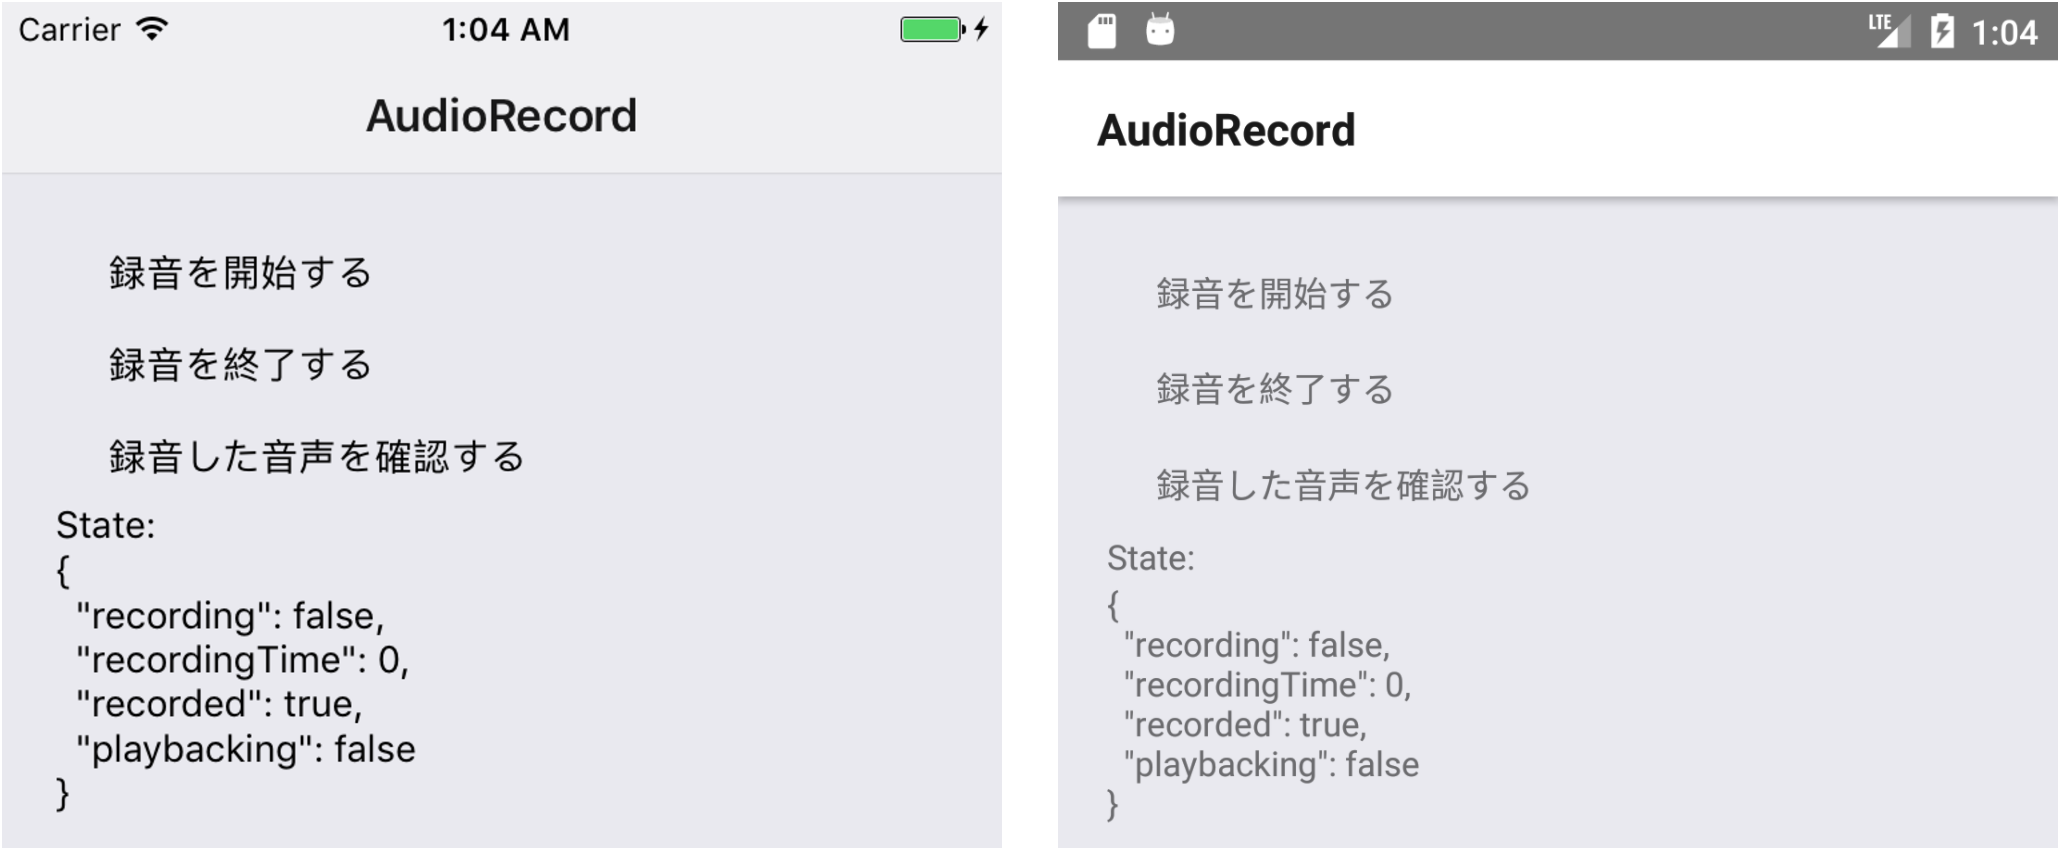 Carrier 1:04 AM
AudioRecord
録音を開始する
録音を終了する
録音した音声を確認する
State:
{
  "recording": false,
  "recordingTime": 0,
  "recorded": true,
  "playbacking": false
}
LTE 1:04
AudioRecord
録音を開始する
録音を終了する
録音した音声を確認する
State:
{
  "recording": false,
  "recordingTime": 0,
  "recorded": true,
  "playbacking": false
}